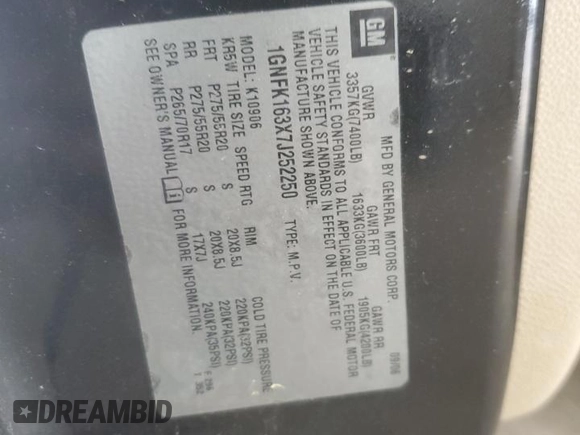 GM
MFD BY GENERAL MOTORS CORP. 09/06
GVWR GAWR FRT GAWR RR
3357KG(7400LB) 1633KG(3600LB) 1905KG(4200LB)
THIS VEHICLE CONFORMS TO ALL APPLICABLE U.S. FEDERAL MOTOR
VEHICLE SAFETY STANDARDS IN EFFECT ON THE DATE OF
MANUFACTURE SHOWN ABOVE.
1GNFK163X7J252250 TYPE: M.P.V.
MODEL: K10906
KR5W TIRE SIZE SPEED RTG RIM COLD TIRE PRESSURE
FRT P275/55R20 S 20X8.5J 220KPA(32PSI)
RR P275/55R20 S 20X8.5J 220KPA(32PSI)
SPA P265/70R17 S 17X7J 240KPA(35PSI)
SEE OWNER'S MANUAL FOR MORE INFORMATION.
DREAMBID